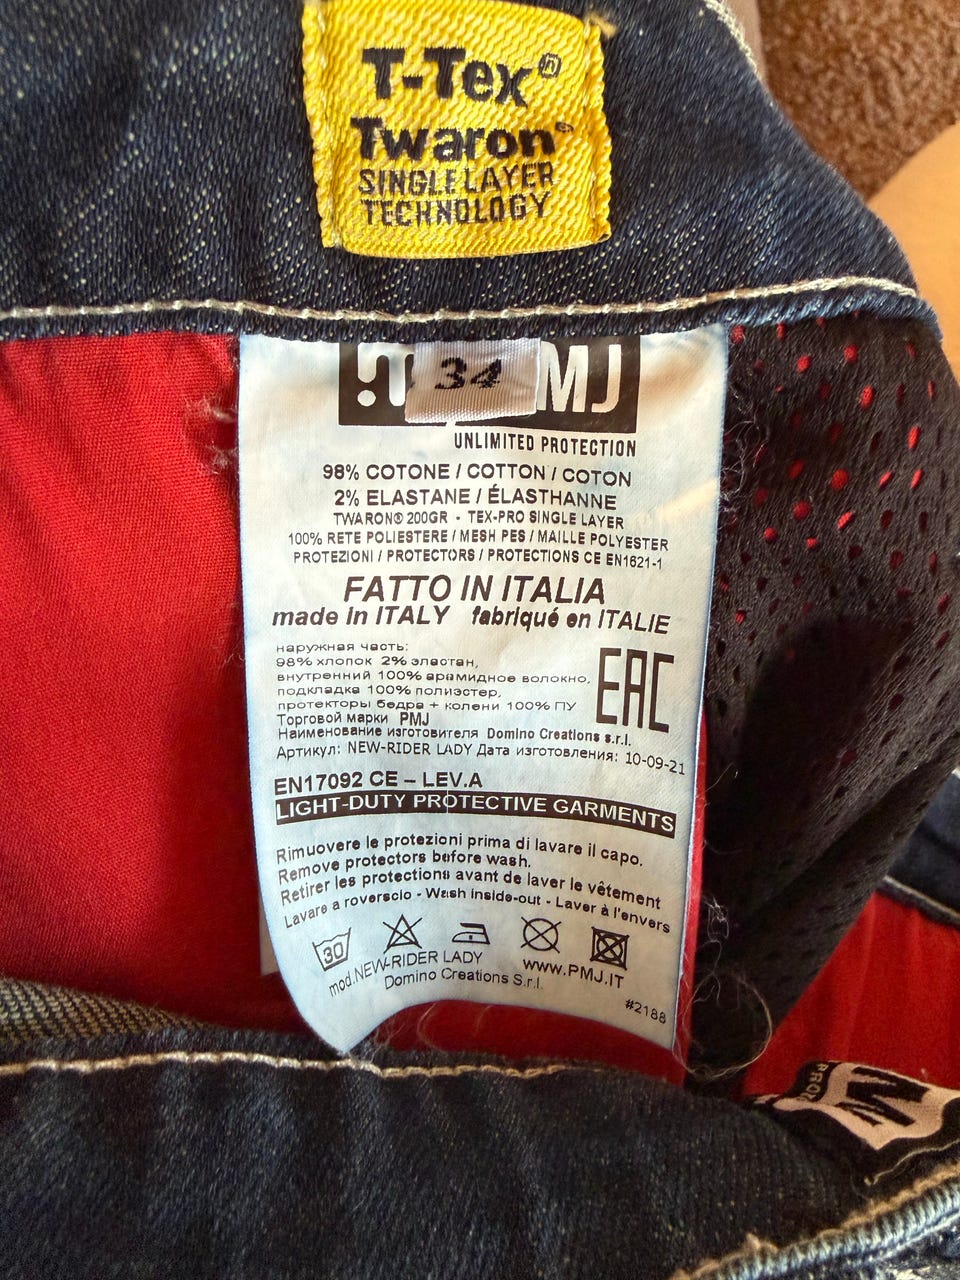 T-Tex®
Twaron®
SINGLE LAYER
TECHNOLOGY
34
PMJ
UNLIMITED PROTECTION
98% COTONE / COTTON / COTON
2% ELASTANE / ÉLASTHANNE
TWARON® 200GR - TEX-PRO SINGLE LAYER
100% RETE POLIESTERE / MESH PES / MAILLE POLYESTER
PROTEZIONI / PROTECTORS / PROTECTIONS CE EN1621-1
FATTO IN ITALIA
made in ITALY fabriqué en ITALIE
наружная часть:
98% хлопок 2% эластан,
внутренний 100% арамидное волокно,
подкладка 100% полиэстер,
протекторы бедра + колени 100% ПУ
EAC
Торговой марки PMJ
Наименование изготовителя Domino Creations s.r.l.
Артикул: NEW-RIDER LADY Дата изготовления: 10-09-21
EN17092 CE – LEV.A
LIGHT-DUTY PROTECTIVE GARMENTS
Rimuovere le protezioni prima di lavare il capo.
Remove protectors before wash.
Retirer les protections avant de laver le vêtement
Lavare a roverscio - Wash inside-out - Laver à l'envers
30
mod.NEW-RIDER LADY www.PMJ.IT
Domino Creations S.r.l.
#2188